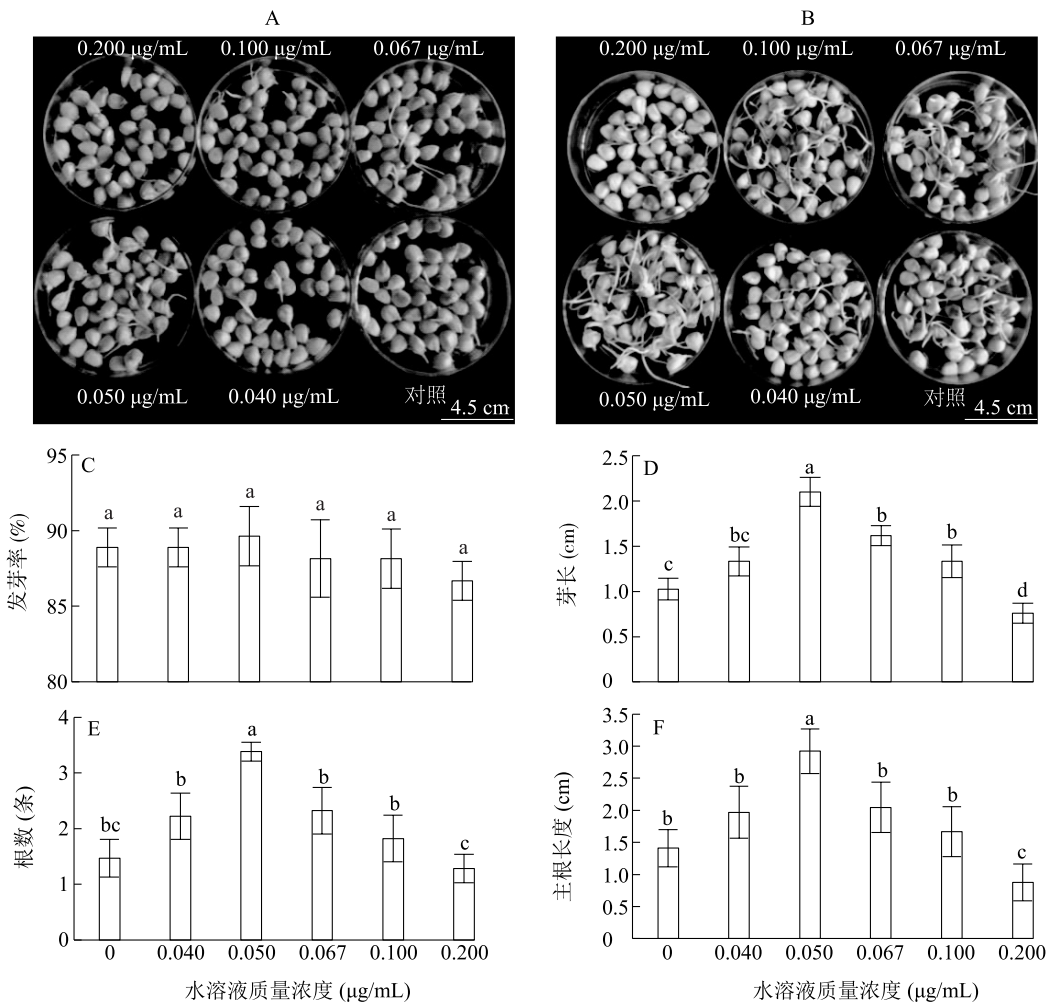 A
B
0.200 μg/mL 0.100 μg/mL 0.067 μg/mL
0.050 μg/mL 0.040 μg/mL 对照
4.5 cm
0.200 μg/mL 0.100 μg/mL 0.067 μg/mL
0.050 μg/mL 0.040 μg/mL 对照
4.5 cm
C
发芽率 (%)
95
90
85
80
a a a a a a
D
芽长 (cm)
2.5
2.0
1.5
1.0
0.5
0
c bc a b b d
E
根数 (条)
4
3
2
1
0
bc b a b b c
0 0.040 0.050 0.067 0.100 0.200
水溶液质量浓度 (μg/mL)
F
主根长度 (cm)
3.5
3.0
2.5
2.0
1.5
1.0
0.5
0
b b a b b c
0 0.040 0.050 0.067 0.100 0.200
水溶液质量浓度 (μg/mL)